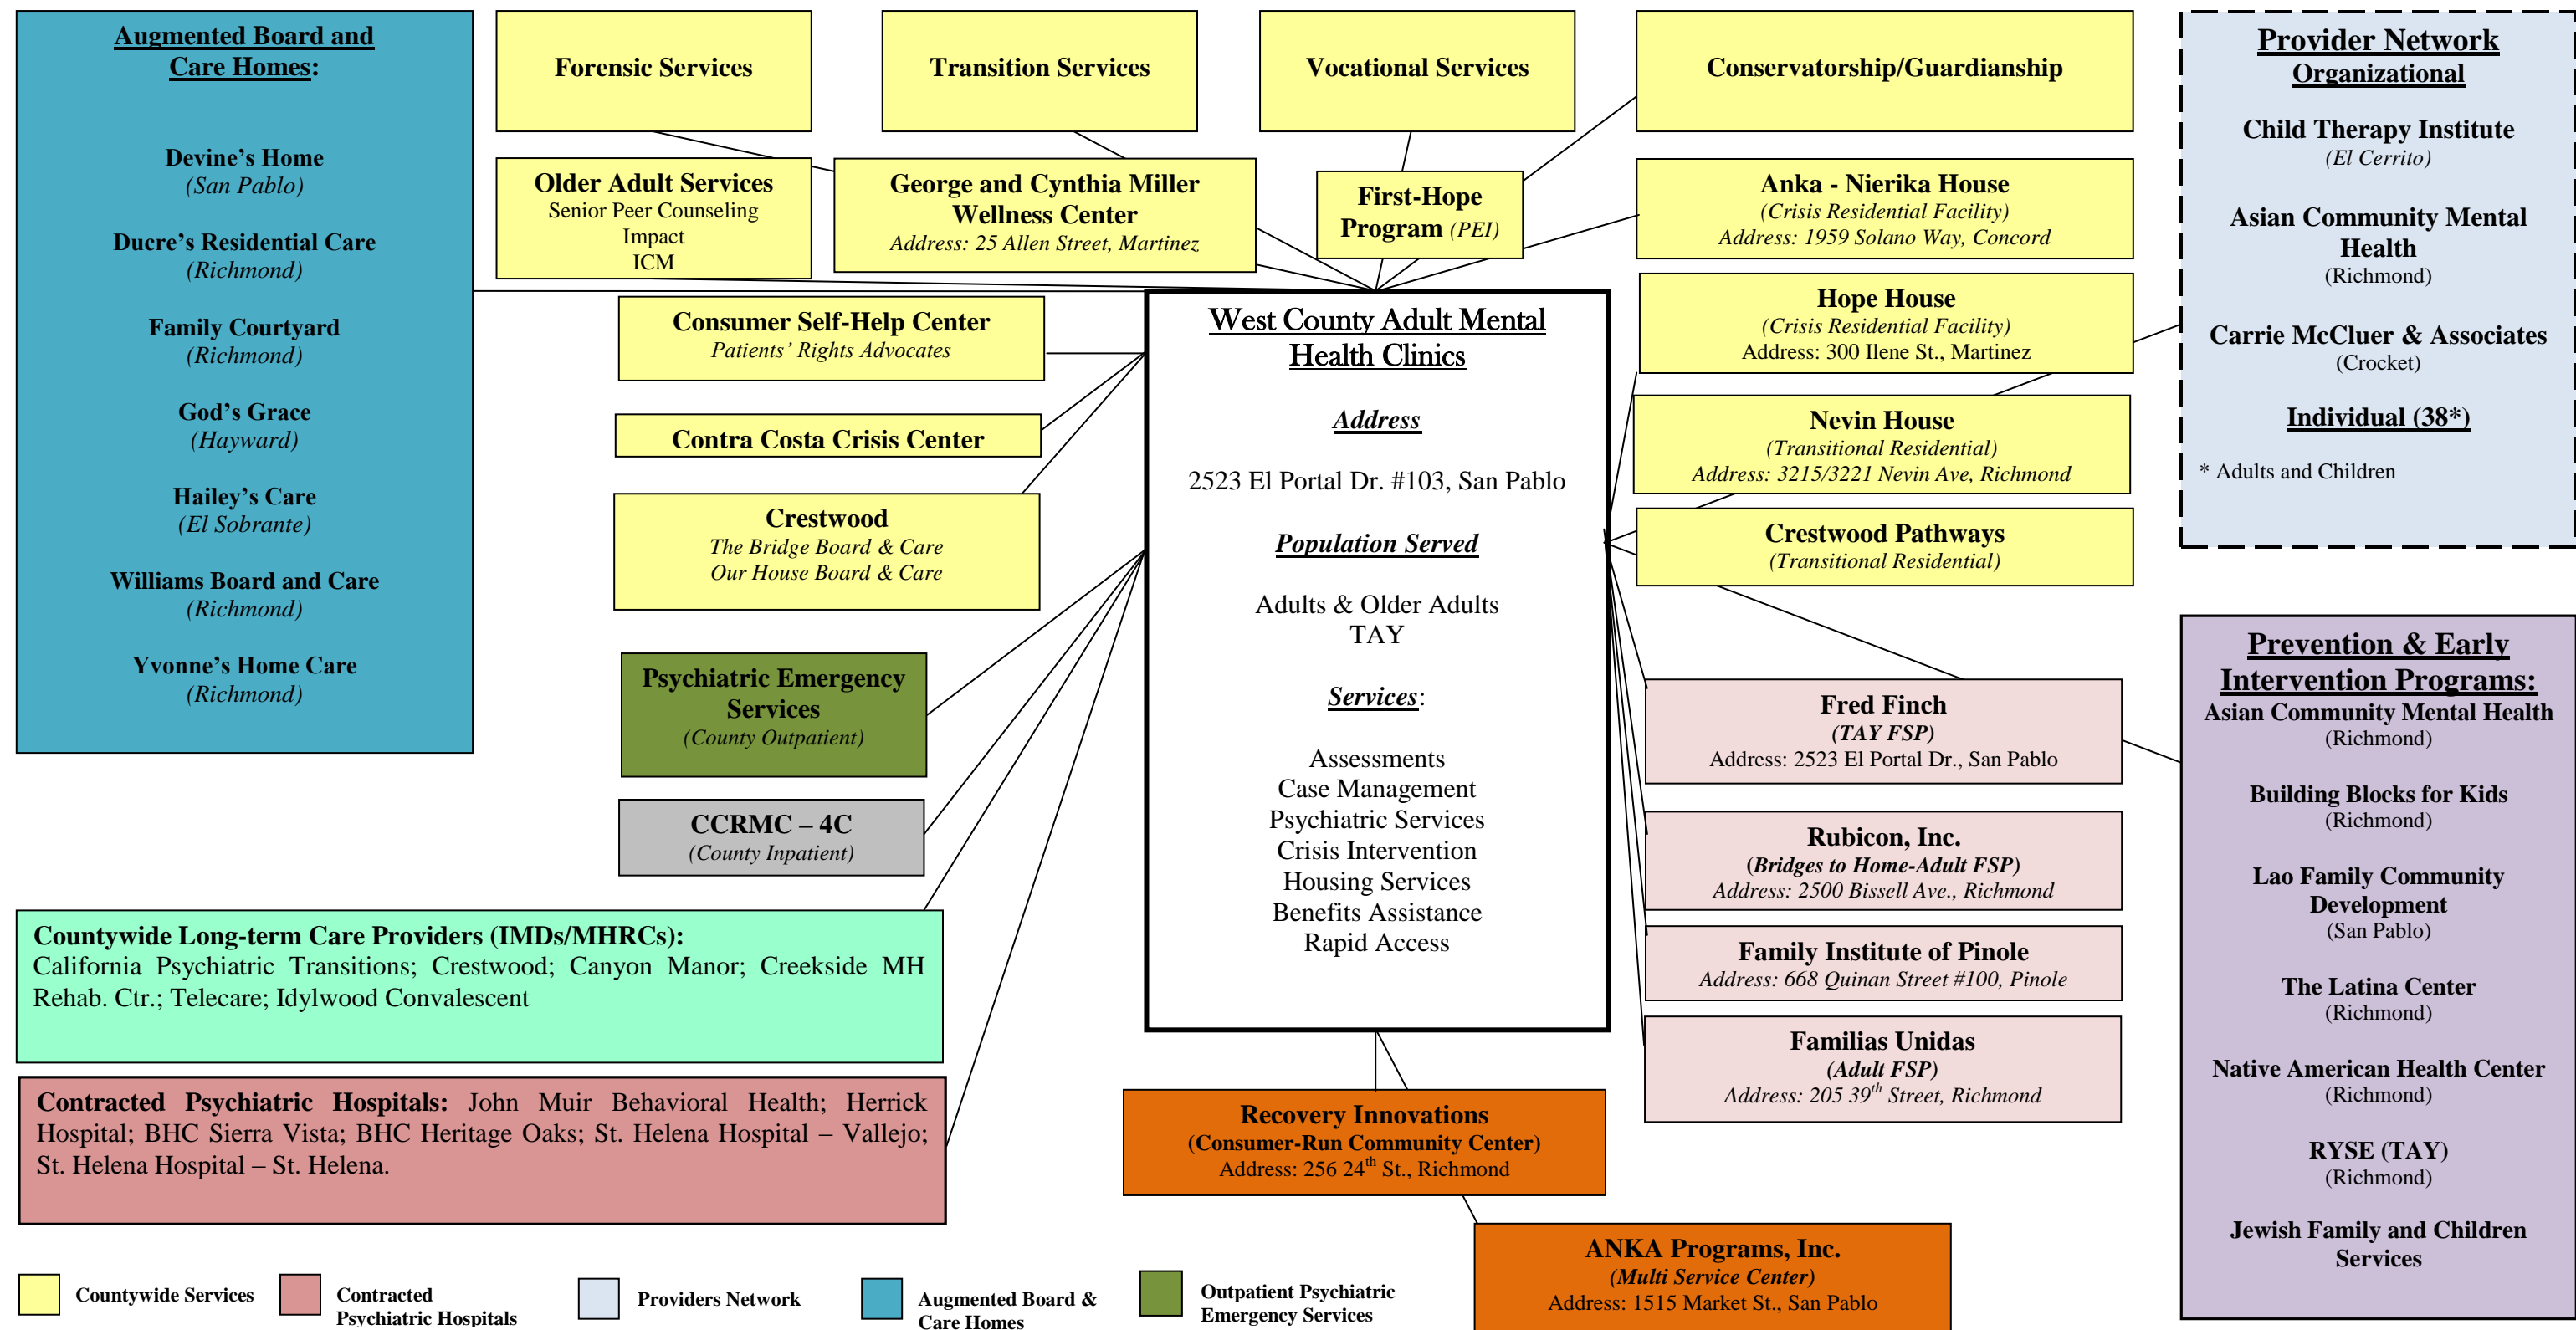 Augmented Board and
Care Homes:
Devine's Home
(San Pablo)
Ducre's Residential Care
(Richmond)
Family Courtyard
(Richmond)
God's Grace
(Hayward)
Hailey's Care
(El Sobrante)
Williams Board and Care
(Richmond)
Yvonne's Home Care
(Richmond)
Forensic Services
Transition Services
Vocational Services
Conservatorship/Guardianship
Older Adult Services
Senior Peer Counseling
Impact
ICM
George and Cynthia Miller
Wellness Center
Address: 25 Allen Street, Martinez
First-Hope
Program (PEI)
Anka - Nierika House
(Crisis Residential Facility)
Address: 1959 Solano Way, Concord
Consumer Self-Help Center
Patients' Rights Advocates
Contra Costa Crisis Center
Crestwood
The Bridge Board & Care
Our House Board & Care
Psychiatric Emergency
Services
(County Outpatient)
CCRMC – 4C
(County Inpatient)
Countywide Long-term Care Providers (IMDs/MHRCs):
California Psychiatric Transitions; Crestwood; Canyon Manor; Creekside MH
Rehab. Ctr.; Telecare; Idylwood Convalescent
Contracted Psychiatric Hospitals: John Muir Behavioral Health; Herrick
Hospital; BHC Sierra Vista; BHC Heritage Oaks; St. Helena Hospital – Vallejo;
St. Helena Hospital – St. Helena.
West County Adult Mental
Health Clinics
Address
2523 El Portal Dr. #103, San Pablo
Population Served
Adults & Older Adults
TAY
Services:
Assessments
Case Management
Psychiatric Services
Crisis Intervention
Housing Services
Benefits Assistance
Rapid Access
Hope House
(Crisis Residential Facility)
Address: 300 Ilene St., Martinez
Nevin House
(Transitional Residential)
Address: 3215/3221 Nevin Ave, Richmond
Crestwood Pathways
(Transitional Residential)
Fred Finch
(TAY FSP)
Address: 2523 El Portal Dr., San Pablo
Rubicon, Inc.
(Bridges to Home-Adult FSP)
Address: 2500 Bissell Ave., Richmond
Family Institute of Pinole
Address: 668 Quinan Street #100, Pinole
Familias Unidas
(Adult FSP)
Address: 205 39th Street, Richmond
Recovery Innovations
(Consumer-Run Community Center)
Address: 256 24th St., Richmond
ANKA Programs, Inc.
(Multi Service Center)
Address: 1515 Market St., San Pablo
Provider Network
Organizational
Child Therapy Institute
(El Cerrito)
Asian Community Mental
Health
(Richmond)
Carrie McCluer & Associates
(Crocket)
Individual (38*)
* Adults and Children
Prevention & Early
Intervention Programs:
Asian Community Mental Health
(Richmond)
Building Blocks for Kids
(Richmond)
Lao Family Community
Development
(San Pablo)
The Latina Center
(Richmond)
Native American Health Center
(Richmond)
RYSE (TAY)
(Richmond)
Jewish Family and Children
Services
Countywide Services
Contracted
Psychiatric Hospitals
Providers Network
Augmented Board &
Care Homes
Outpatient Psychiatric
Emergency Services